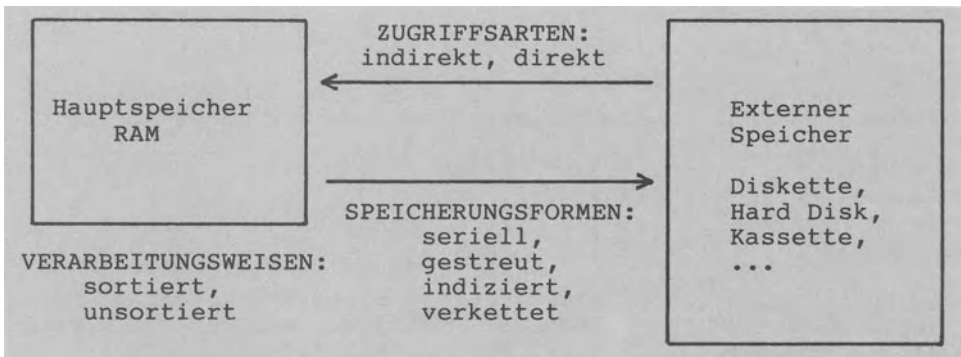 ZUGRIFFSARTEN:
indirekt, direkt
Hauptspeicher
RAM
Externer
Speicher
Diskette,
Hard Disk,
Kassette,
...
SPEICHERUNGSFORMEN:
seriell,
gestreut,
indiziert,
verkettet
VERARBEITUNGSWEISEN:
sortiert,
unsortiert